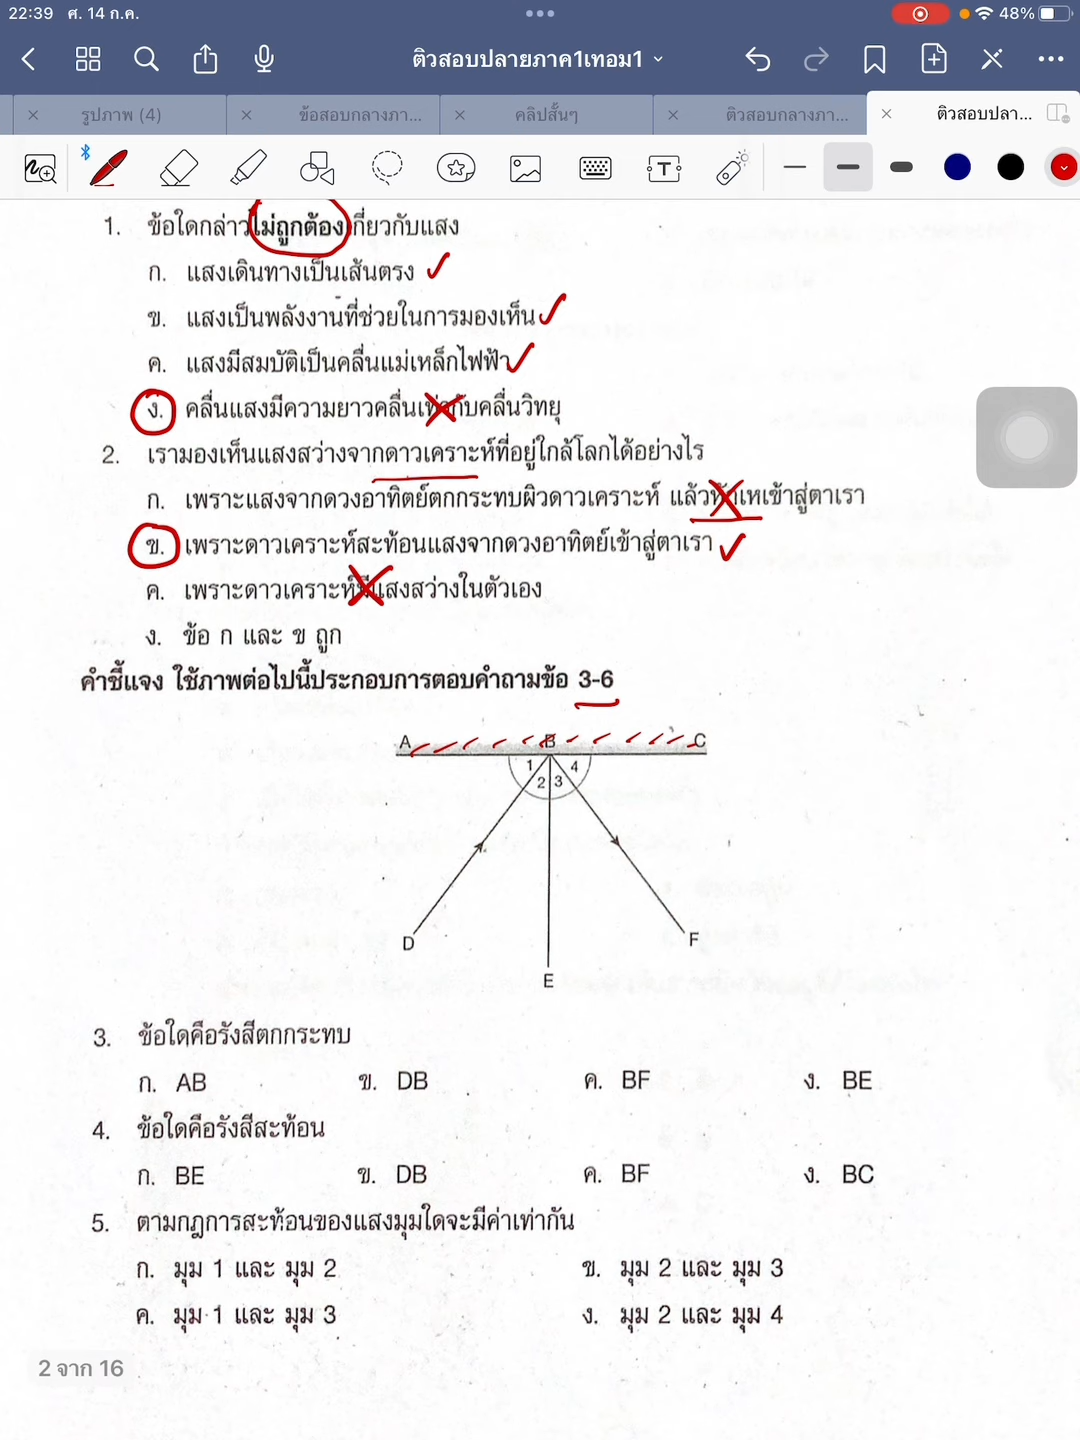 22:39 ศ. 14 ก.ค.
48%
ติวสอบปลายภาค1เทอม1
รูปภาพ (4)
ข้อสอบกลางภา...
คลิปสั้นๆ
ติวสอบกลางภา...
ติวสอบปลา...
1. ข้อใดกล่าวไม่ถูกต้องเกี่ยวกับแสง
ก. แสงเดินทางเป็นเส้นตรง
ข. แสงเป็นพลังงานที่ช่วยในการมองเห็น
ค. แสงมีสมบัติเป็นคลื่นแม่เหล็กไฟฟ้า
ง. คลื่นแสงมีความยาวคลื่นเท่ากับคลื่นวิทยุ
2. เรามองเห็นแสงสว่างจากดาวเคราะห์ที่อยู่ใกล้โลกได้อย่างไร
ก. เพราะแสงจากดวงอาทิตย์ตกกระทบผิวดาวเคราะห์ แล้วหักเหเข้าสู่ตาเรา
ข. เพราะดาวเคราะห์สะท้อนแสงจากดวงอาทิตย์เข้าสู่ตาเรา
ค. เพราะดาวเคราะห์มีแสงสว่างในตัวเอง
ง. ข้อ ก และ ข ถูก
คำชี้แจง ใช้ภาพต่อไปนี้ประกอบการตอบคำถามข้อ 3-6
A B C
1 4
2 3
D F
E
3. ข้อใดคือรังสีตกกระทบ
ก. AB ข. DB ค. BF ง. BE
4. ข้อใดคือรังสีสะท้อน
ก. BE ข. DB ค. BF ง. BC
5. ตามกฎการสะท้อนของแสงมุมใดจะมีค่าเท่ากัน
ก. มุม 1 และ มุม 2 ข. มุม 2 และ มุม 3
ค. มุม 1 และ มุม 3 ง. มุม 2 และ มุม 4
2 จาก 16